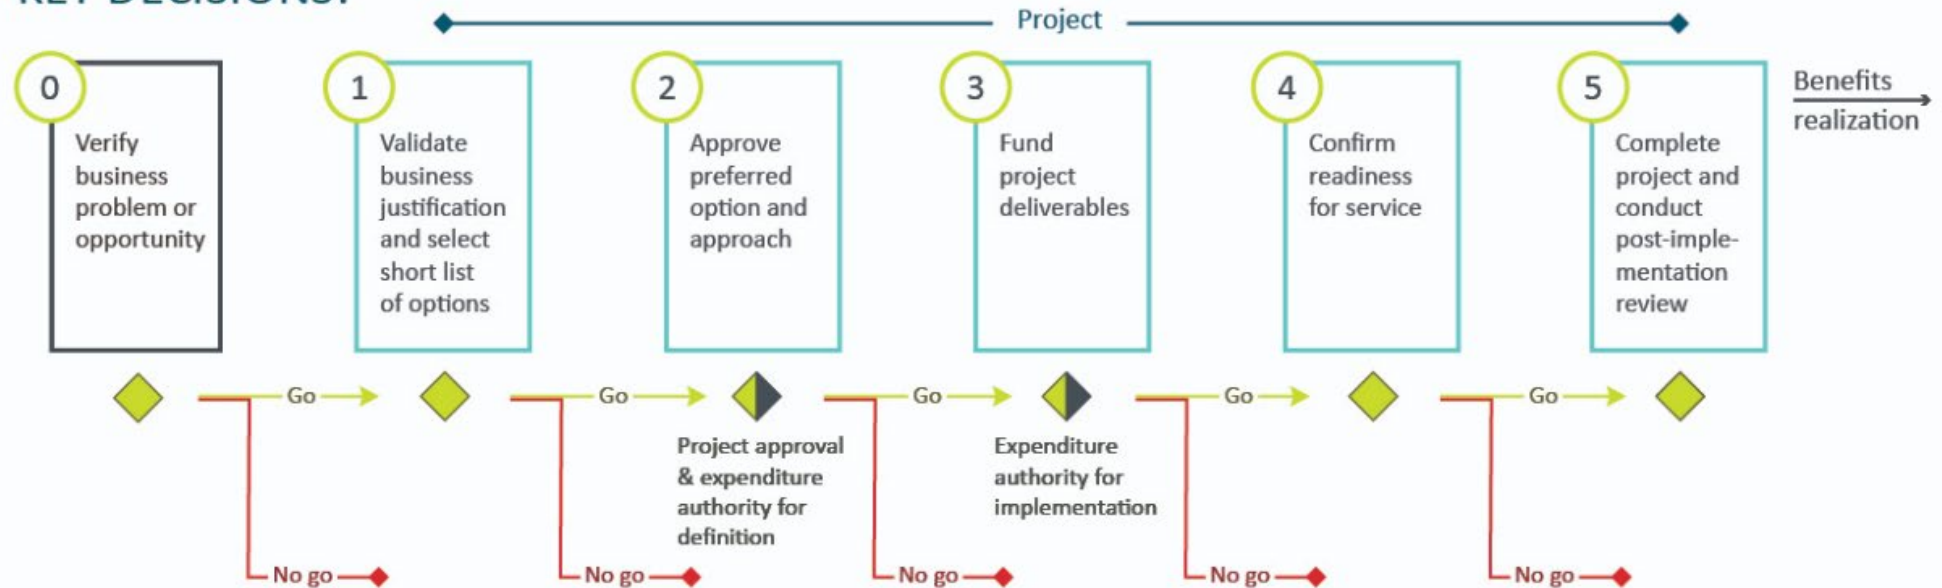 KEY DECISIONS:
Project
0
Verify
business
problem or
opportunity
1
Validate
business
justification
and select
short list
of options
2
Approve
preferred
option and
approach
3
Fund
project
deliverables
4
Confirm
readiness
for service
5
Complete
project and
conduct
post-imple-
mentation
review
Benefits
realization
Go
Go
Go
Go
Go
Project approval
& expenditure
authority for
definition
Expenditure
authority for
implementation
No go
No go
No go
No go
No go